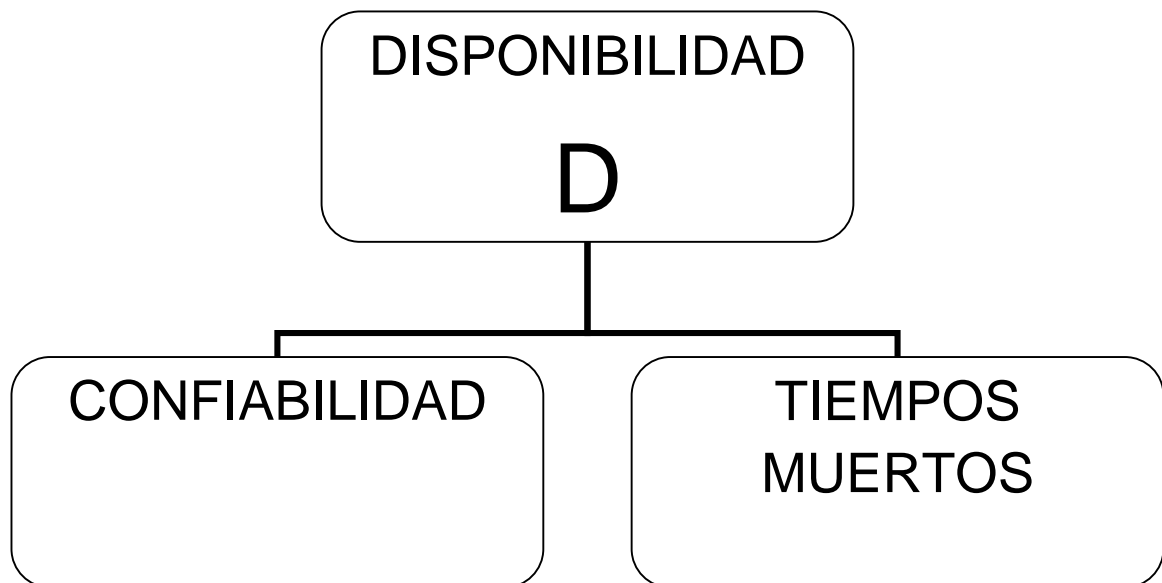 DISPONIBILIDAD
D
CONFIABILIDAD
TIEMPOS
MUERTOS